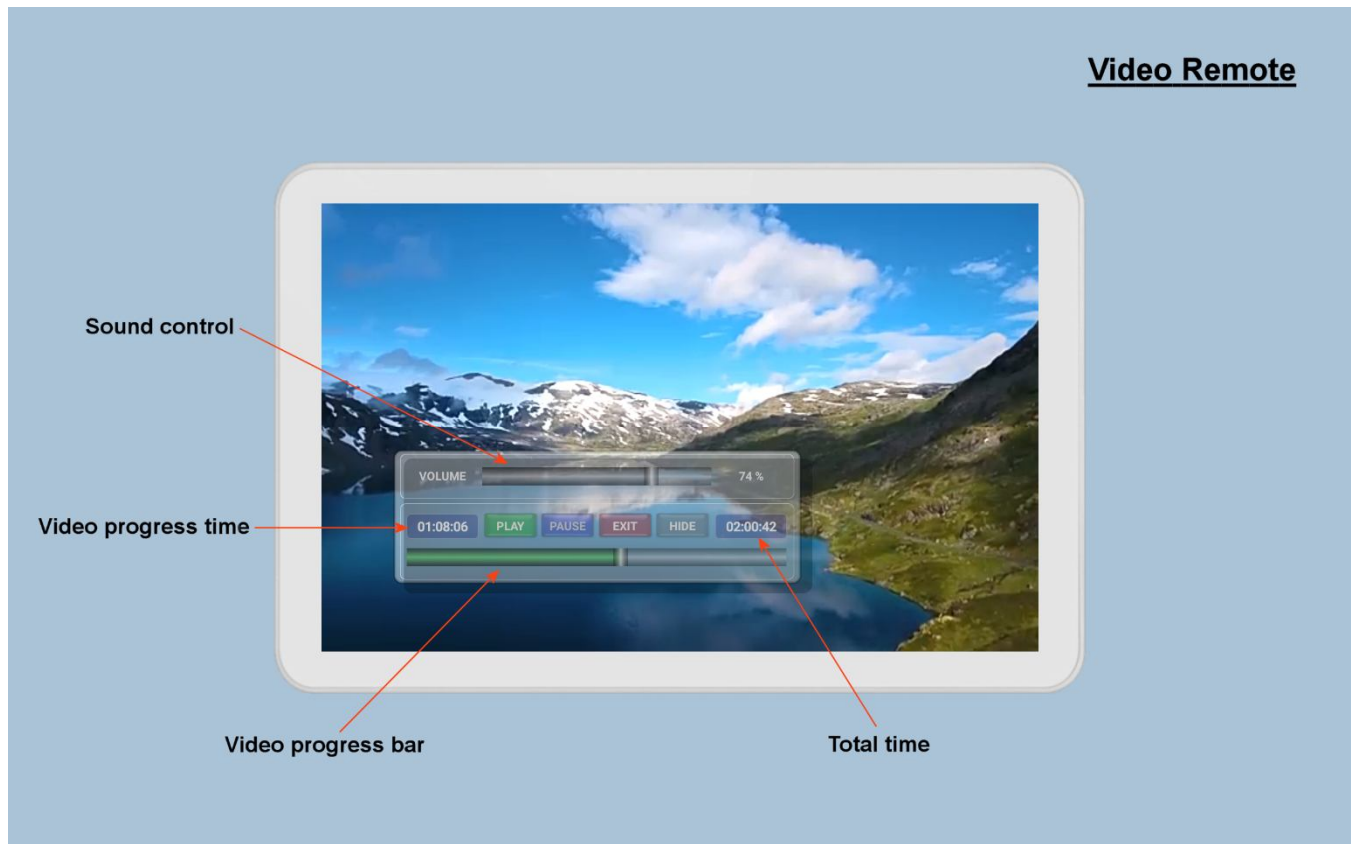 Video Remote
Sound control
VOLUME 74 %
Video progress time
01:08:06 PLAY PAUSE EXIT HIDE 02:00:42
Video progress bar
Total time